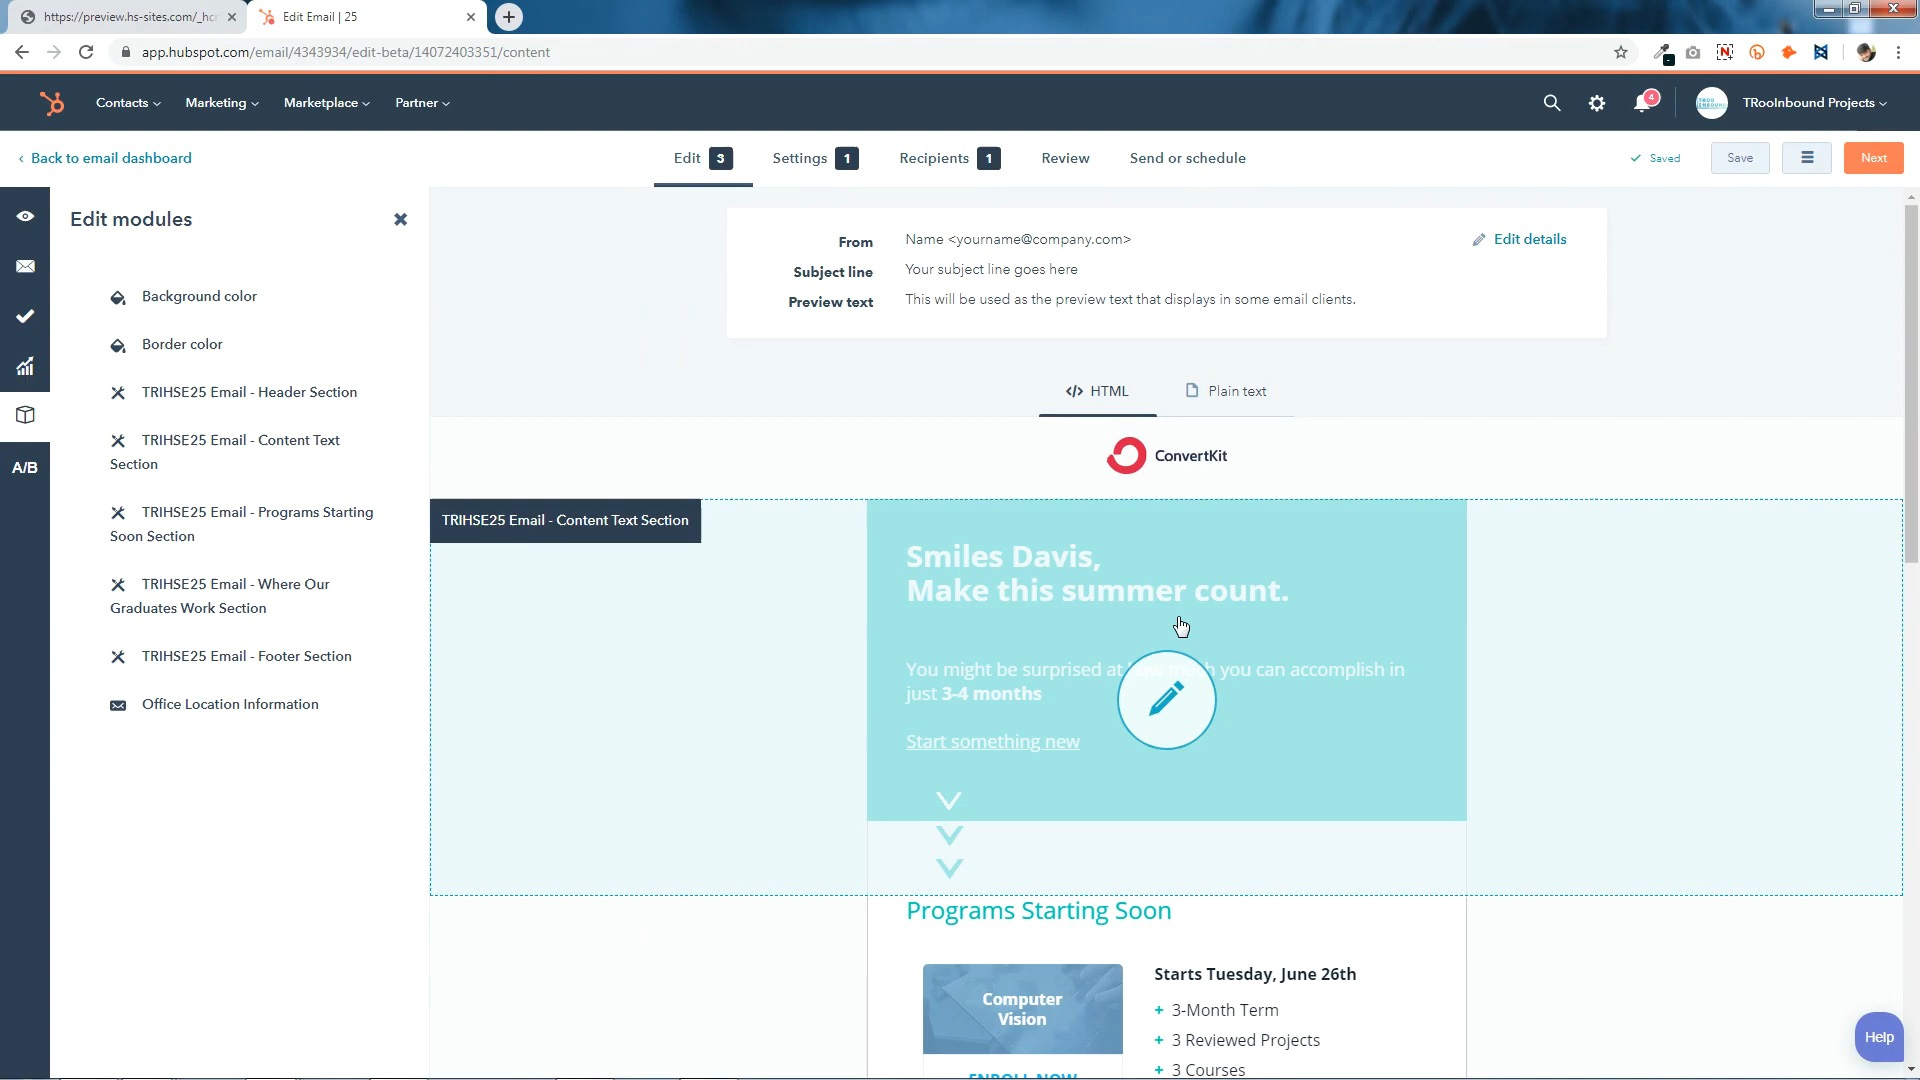 https://preview.hs-sites.com/_hc
Edit Email | 25
app.hubspot.com/email/4343934/edit-beta/14072403351/content
Contacts
Marketing
Marketplace
Partner
4
TRooInbound Projects
Back to email dashboard
Edit 3
Settings 1
Recipients 1
Review
Send or schedule
Saved
Save
Next
Edit modules
Background color
Border color
TRIHSE25 Email - Header Section
TRIHSE25 Email - Content Text
Section
TRIHSE25 Email - Programs Starting
Soon Section
TRIHSE25 Email - Where Our
Graduates Work Section
TRIHSE25 Email - Footer Section
Office Location Information
A/B
From Name <yourname@company.com>
Edit details
Subject line Your subject line goes here
Preview text This will be used as the preview text that displays in some email clients.
</> HTML
Plain text
ConvertKit
TRIHSE25 Email - Content Text Section
Smiles Davis,
Make this summer count.
You might be surprised at how much you can accomplish in
just 3-4 months
Start something new
Programs Starting Soon
Computer
Vision
ENROLL NOW
Starts Tuesday, June 26th
+ 3-Month Term
+ 3 Reviewed Projects
+ 3 Courses
Help